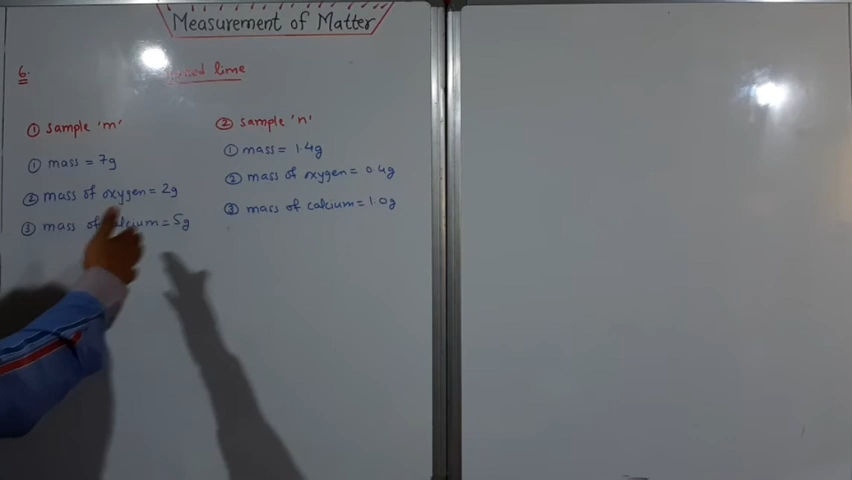 Measurement of Matter
6.
lime
① Sample 'm'
① mass = 7g
② mass of oxygen = 2g
③ mass of calcium = 5g
② Sample 'n'
① mass = 1.4g
② mass of oxygen = 0.4g
③ mass of calcium = 1.0g